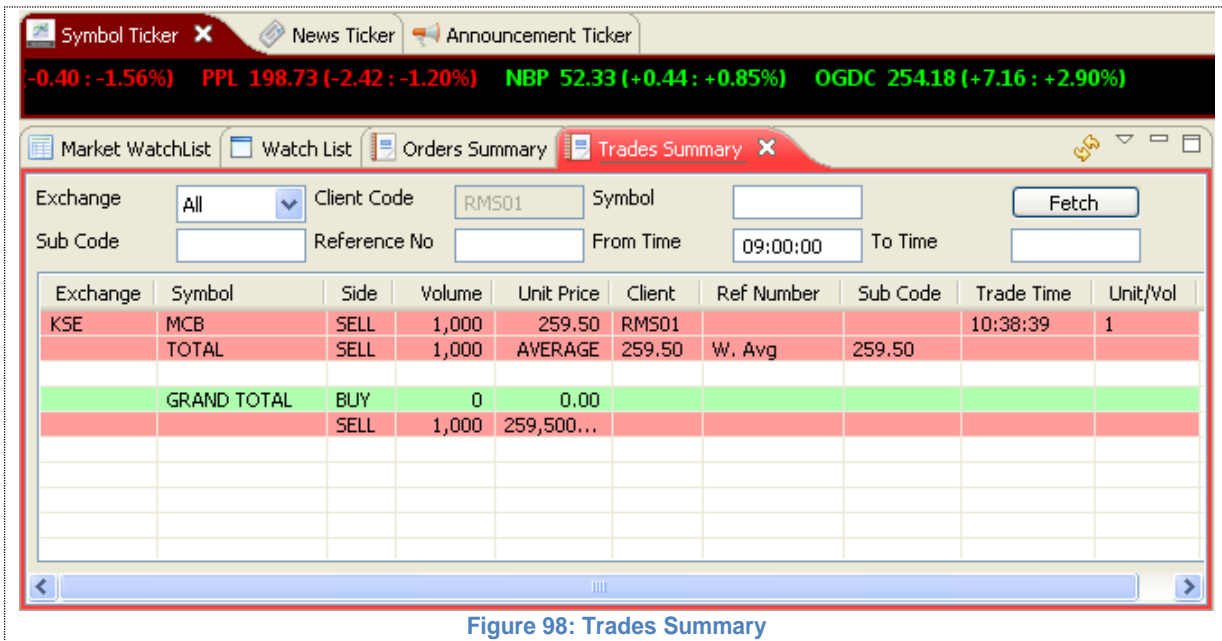 Symbol Ticker News Ticker Announcement Ticker
-0.40 : -1.56%) PPL 198.73 (-2.42 : -1.20%) NBP 52.33 (+0.44 : +0.85%) OGDC 254.18 (+7.16 : +2.90%)
Market WatchList Watch List Orders Summary Trades Summary
Exchange All Client Code RMS01 Symbol Fetch
Sub Code Reference No From Time 09:00:00 To Time
Exchange Symbol Side Volume Unit Price Client Ref Number Sub Code Trade Time Unit/Vol
KSE MCB SELL 1,000 259.50 RMS01 10:38:39 1
TOTAL SELL 1,000 AVERAGE 259.50 W. Avg 259.50
GRAND TOTAL BUY 0 0.00
SELL 1,000 259,500...
Figure 98: Trades Summary